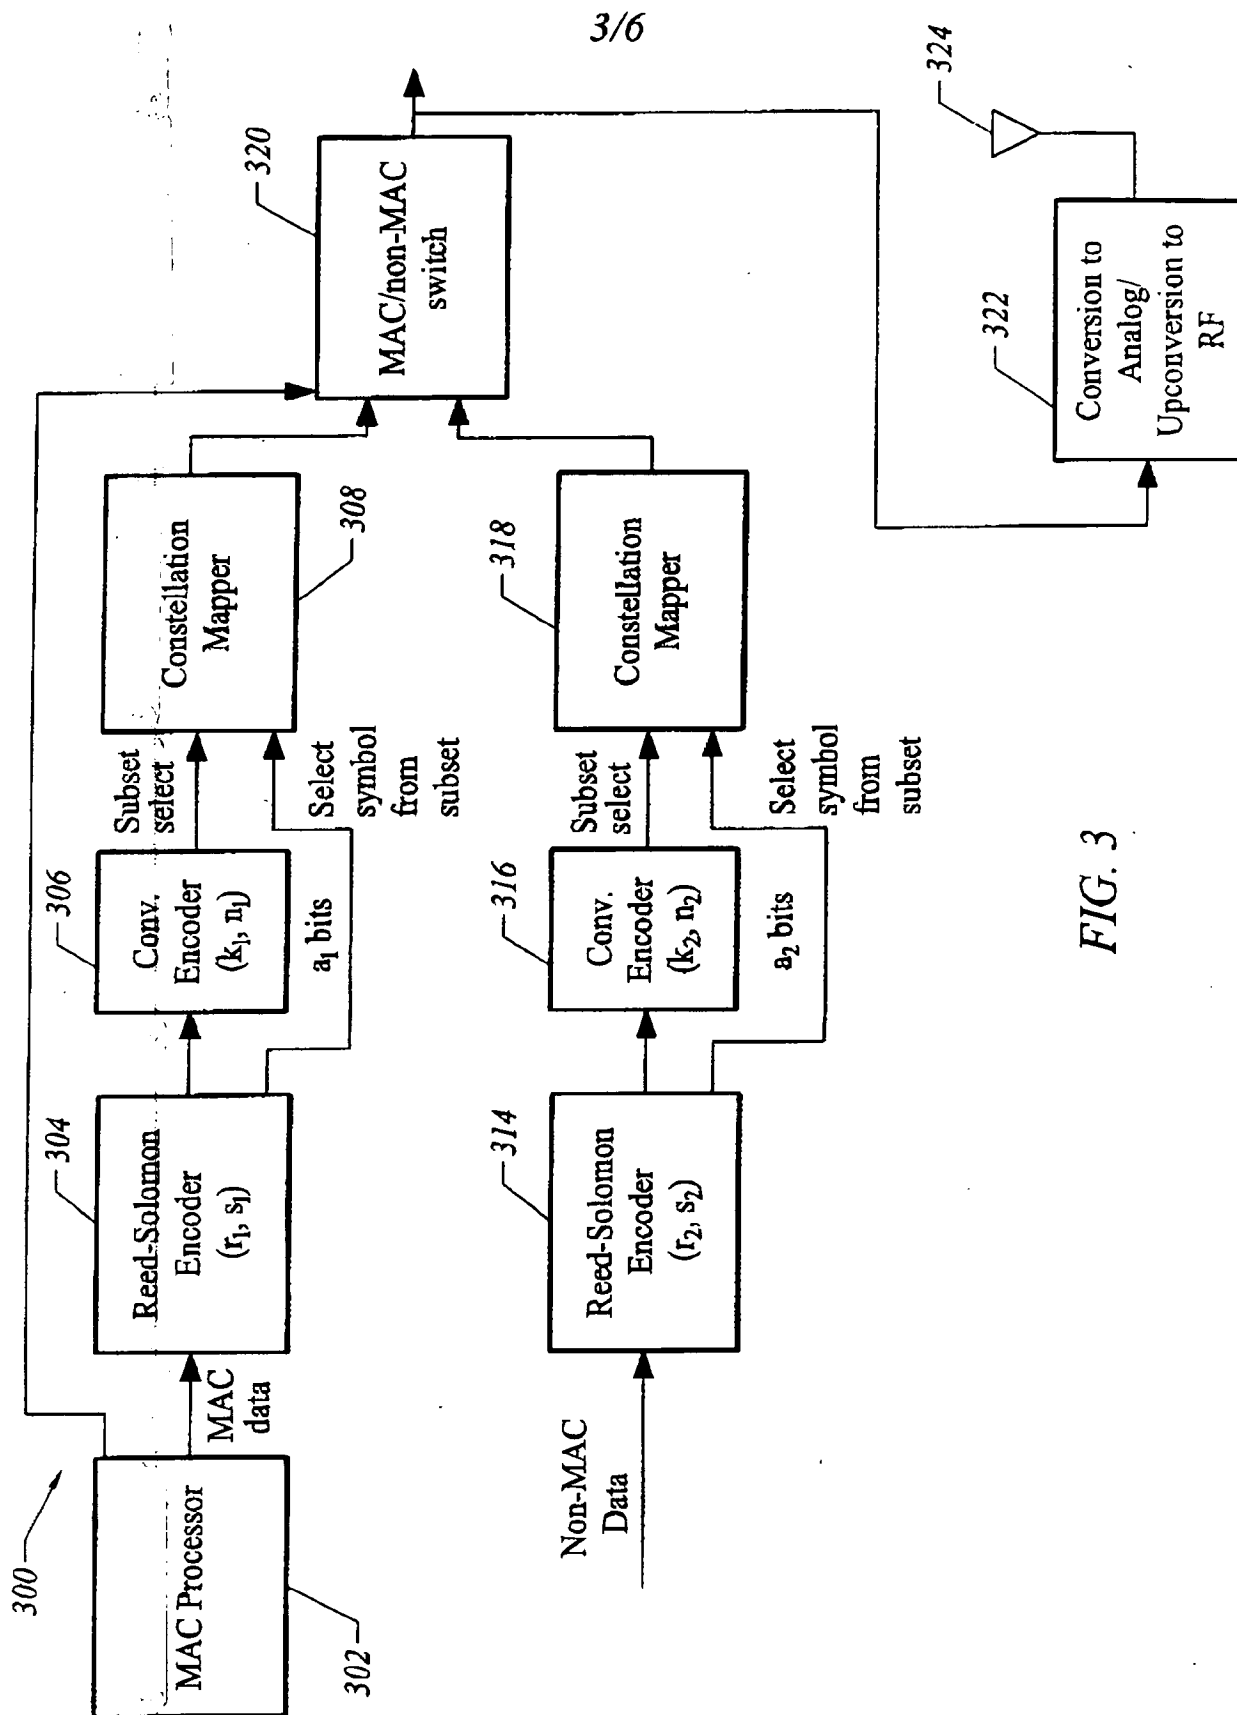 3/6
300
MAC Processor
302
MAC
data
304
Reed-Solomon
Encoder
(r1, s1)
306
Conv.
Encoder
(k1, n1)
a1 bits
Subset
select
Select
symbol
from
subset
Constellation
Mapper
308
MAC/non-MAC
switch
320
Non-MAC
Data
314
Reed-Solomon
Encoder
(r2, s2)
316
Conv.
Encoder
(k2, n2)
a2 bits
Subset
select
Select
symbol
from
subset
318
Constellation
Mapper
322
Conversion to
Analog/
Upconversion to
RF
324
FIG. 3